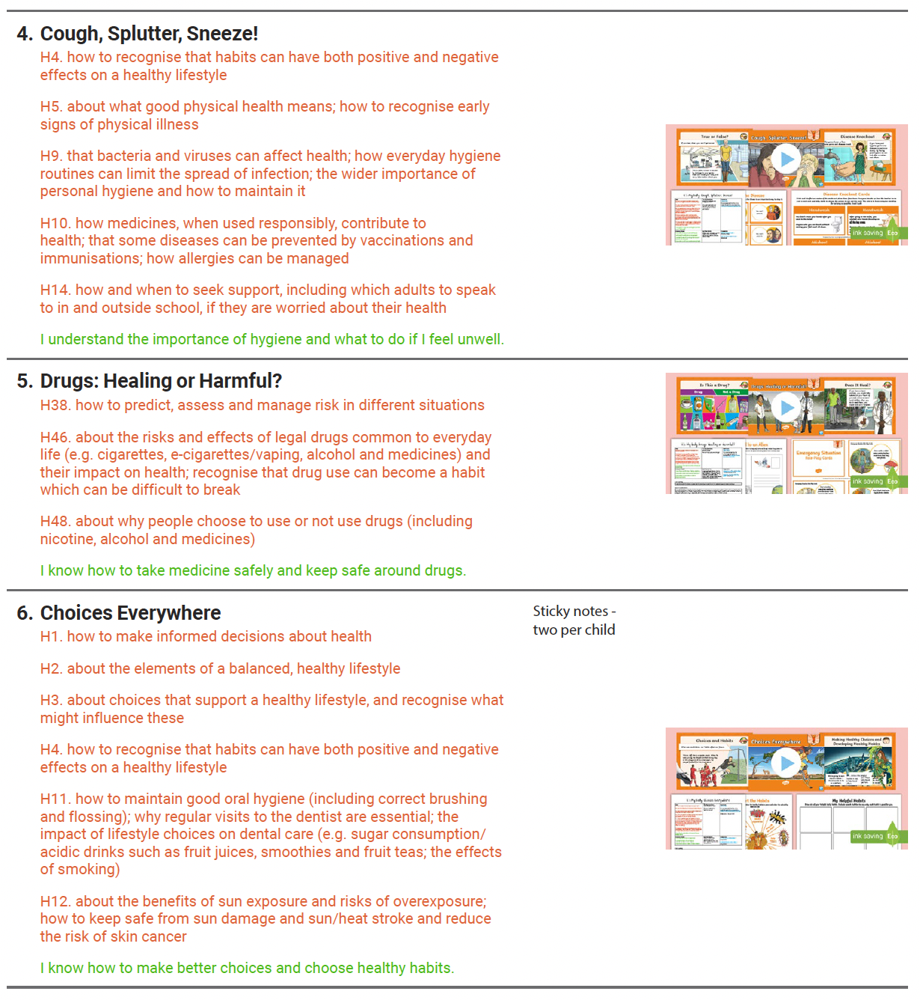 4. Cough, Splutter, Sneeze!
H4. how to recognise that habits can have both positive and negative
effects on a healthy lifestyle
H5. about what good physical health means; how to recognise early
signs of physical illness
H9. that bacteria and viruses can affect health; how everyday hygiene
routines can limit the spread of infection; the wider importance of
personal hygiene and how to maintain it
H10. how medicines, when used responsibly, contribute to
health; that some diseases can be prevented by vaccinations and
immunisations; how allergies can be managed
H14. how and when to seek support, including which adults to speak
to in and outside school, if they are worried about their health
I understand the importance of hygiene and what to do if I feel unwell.
True or False?
Cough, Splutter, Sneeze!
Disease Knockout
Disease Knockout Cards
Handwash
Handwash
ink saving Eco
5. Drugs: Healing or Harmful?
H38. how to predict, assess and manage risk in different situations
H46. about the risks and effects of legal drugs common to everyday
life (e.g. cigarettes, e-cigarettes/vaping, alcohol and medicines) and
their impact on health; recognise that drug use can become a habit
which can be difficult to break
H48. about why people choose to use or not use drugs (including
nicotine, alcohol and medicines)
I know how to take medicine safely and keep safe around drugs.
Is This a Drug?
Drug
Not a Drug
Drugs: Healing or Harmful?
Does It Heal?
Emergency Situation
Role-Play Cards
ink saving Eco
6. Choices Everywhere
H1. how to make informed decisions about health
H2. about the elements of a balanced, healthy lifestyle
H3. about choices that support a healthy lifestyle, and recognise what
might influence these
H4. how to recognise that habits can have both positive and negative
effects on a healthy lifestyle
H11. how to maintain good oral hygiene (including correct brushing
and flossing); why regular visits to the dentist are essential; the
impact of lifestyle choices on dental care (e.g. sugar consumption/
acidic drinks such as fruit juices, smoothies and fruit teas; the effects
of smoking)
H12. about the benefits of sun exposure and risks of overexposure;
how to keep safe from sun damage and sun/heat stroke and reduce
the risk of skin cancer
I know how to make better choices and choose healthy habits.
Sticky notes -
two per child
Choices and Habits
Choices Everywhere
Making Healthy Choices and
Developing Healthy Habits
My Helpful Habits
ink saving Eco